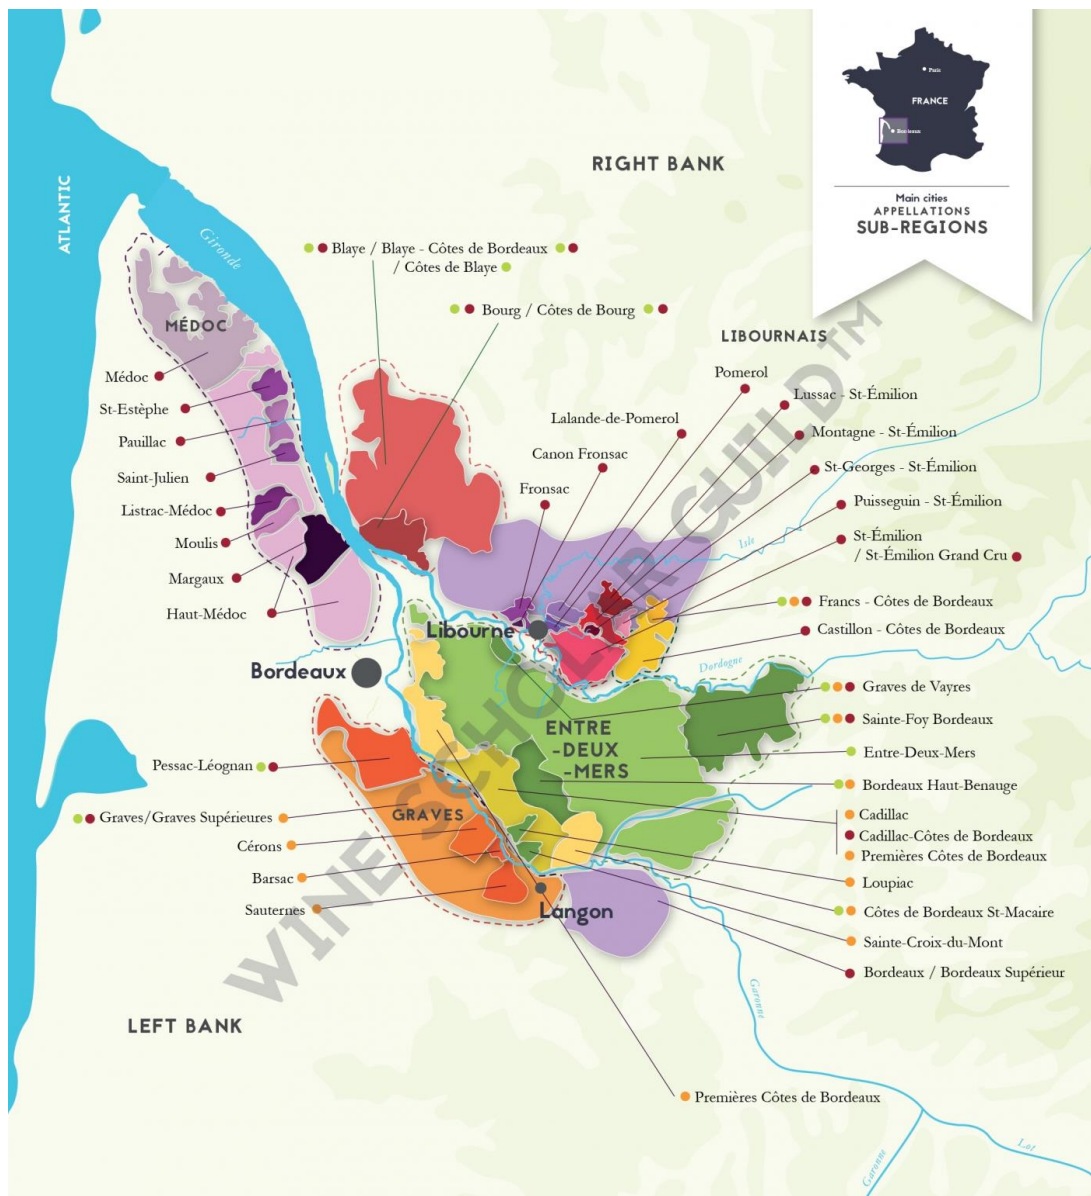 Paris
FRANCE
Bordeaux
Main cities
APPELLATIONS
SUB-REGIONS
RIGHT BANK
ATLANTIC
Gironde
Blaye / Blaye - Côtes de Bordeaux
/ Côtes de Blaye
Bourg / Côtes de Bourg
MÉDOC
LIBOURNAIS
Médoc
St-Estèphe
Pauillac
Saint-Julien
Listrac-Médoc
Moulis
Margaux
Haut-Médoc
Pomerol
Lalande-de-Pomerol
Canon Fronsac
Fronsac
Lussac - St-Émilion
Montagne - St-Émilion
St-Georges - St-Émilion
Puisseguin - St-Émilion
St-Émilion
/ St-Émilion Grand Cru
Isle
Francs - Côtes de Bordeaux
Castillon - Côtes de Bordeaux
Libourne
Bordeaux
Dordogne
Graves de Vayres
Sainte-Foy Bordeaux
Entre-Deux-Mers
Bordeaux Haut-Benauge
Cadillac
Cadillac-Côtes de Bordeaux
Premières Côtes de Bordeaux
Loupiac
Côtes de Bordeaux St-Macaire
Sainte-Croix-du-Mont
Bordeaux / Bordeaux Supérieur
ENTRE
-DEUX
-MERS
Pessac-Léognan
Graves/Graves Supérieures
GRAVES
Cérons
Barsac
Sauternes
Langon
LEFT BANK
Garonne
Premières Côtes de Bordeaux
Garonne
Lot
WINE SCHOLAR GUILD™